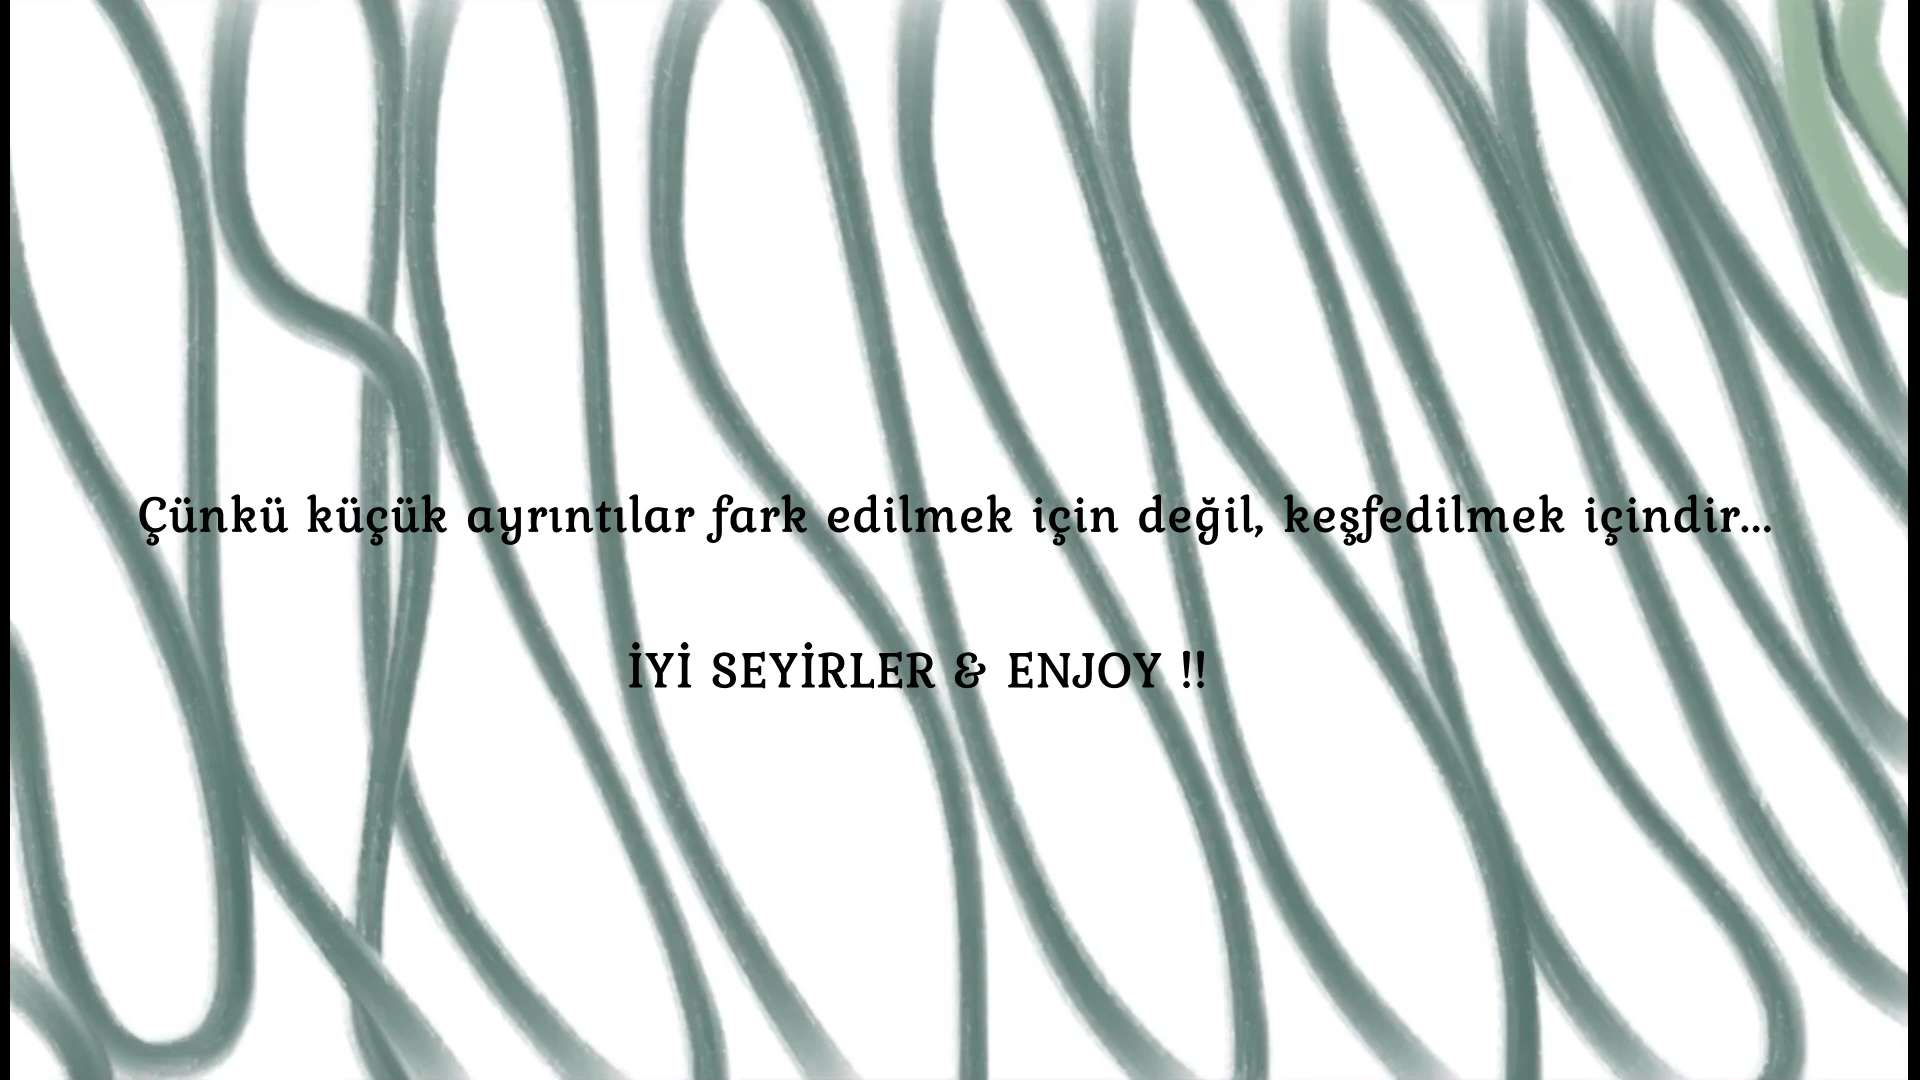 Çünkü küçük ayrıntılar fark edilmek için değil, keşfedilmek içindir...
İYİ SEYİRLER & ENJOY !!